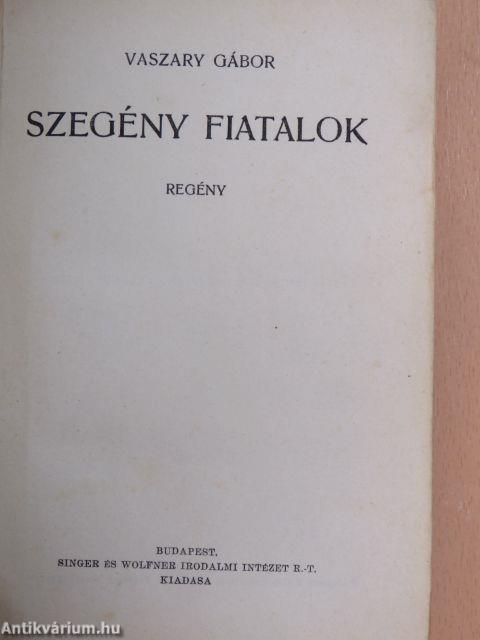 VASZARY GÁBOR
SZEGÉNY FIATALOK
REGÉNY
BUDAPEST,
SINGER ÉS WOLFNER IRODALMI INTÉZET R.-T.
KIADASA
Antikvárium.hu